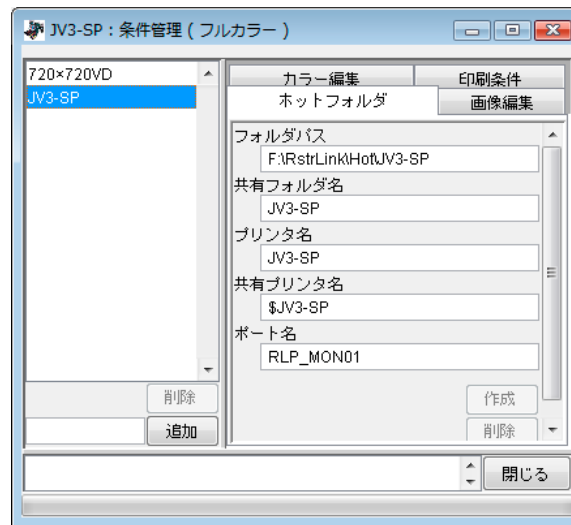 JV3-SP：条件管理 ( フルカラー )
720×720VD
JV3-SP
削除
追加
カラー編集
印刷条件
ホットフォルダ
画像編集
フォルダパス
F:\RstrLink\Hot\JV3-SP
共有フォルダ名
JV3-SP
プリンタ名
JV3-SP
共有プリンタ名
$JV3-SP
ポート名
RLP_MON01
作成
削除
閉じる